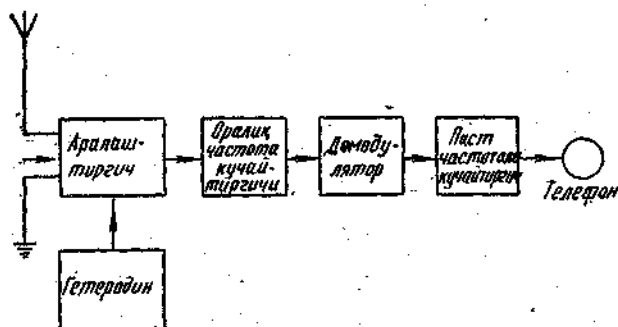 Аралаш-
тиргич
Оралиқ
частота
кучай-
тиргичи
Демоду-
лятор
Паст
частотали
кучайтиргич
Телефон
Гетеродин